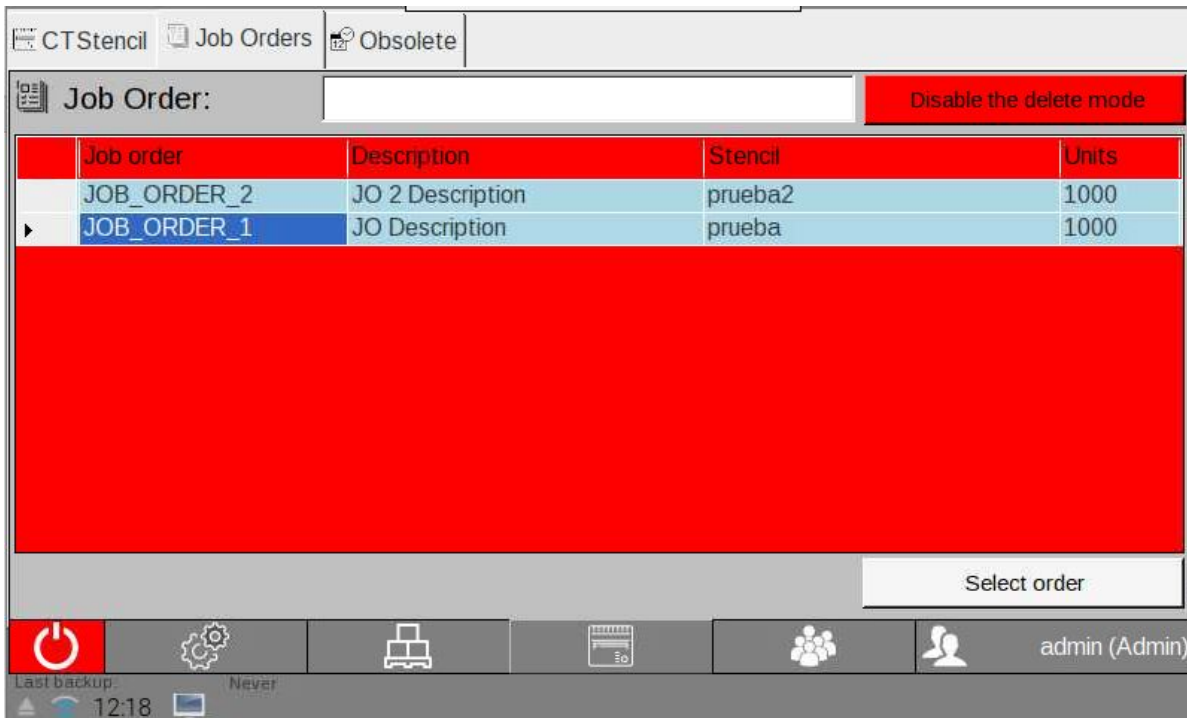 CTStencil Job Orders Obsolete
Job Order: Disable the delete mode
Job order Description Stencil Units
JOB_ORDER_2 JO 2 Description prueba2 1000
JOB_ORDER_1 JO Description prueba 1000
Select order
admin (Admin)
Last backup: Never
12:18